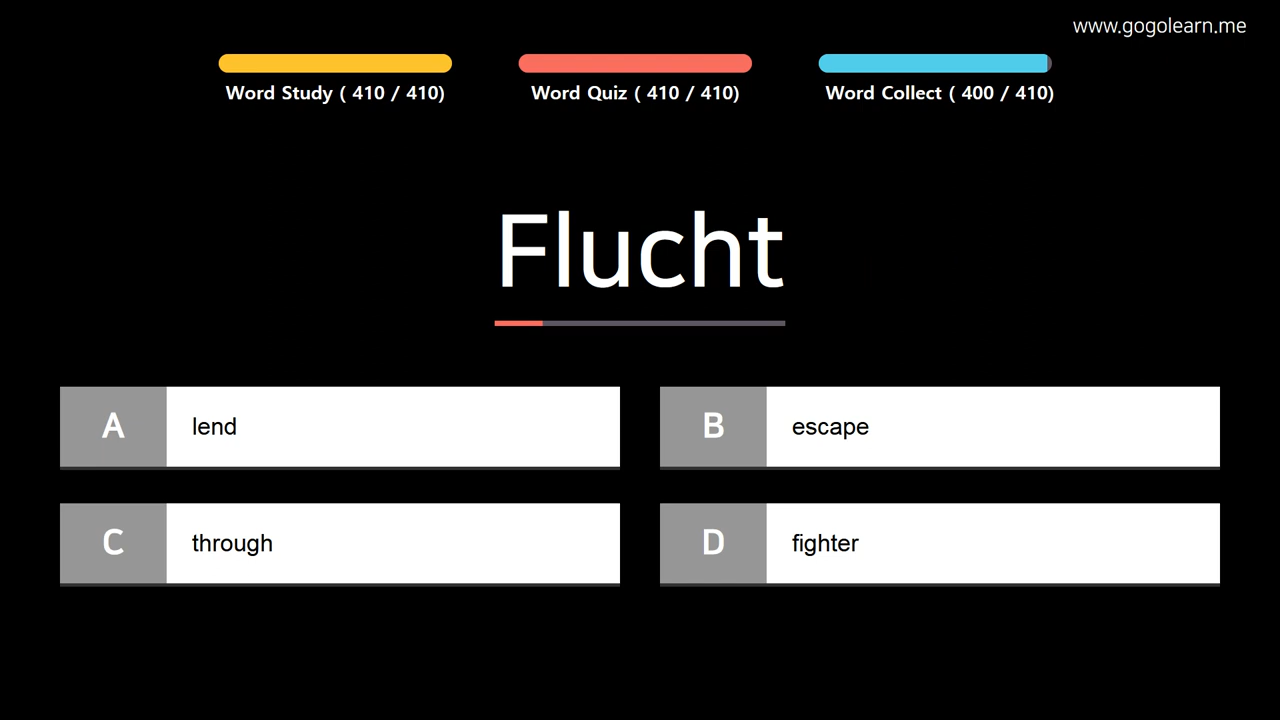 www.gogolearn.me
Word Study ( 410 / 410)
Word Quiz ( 410 / 410)
Word Collect ( 400 / 410)
Flucht
A lend
B escape
C through
D fighter